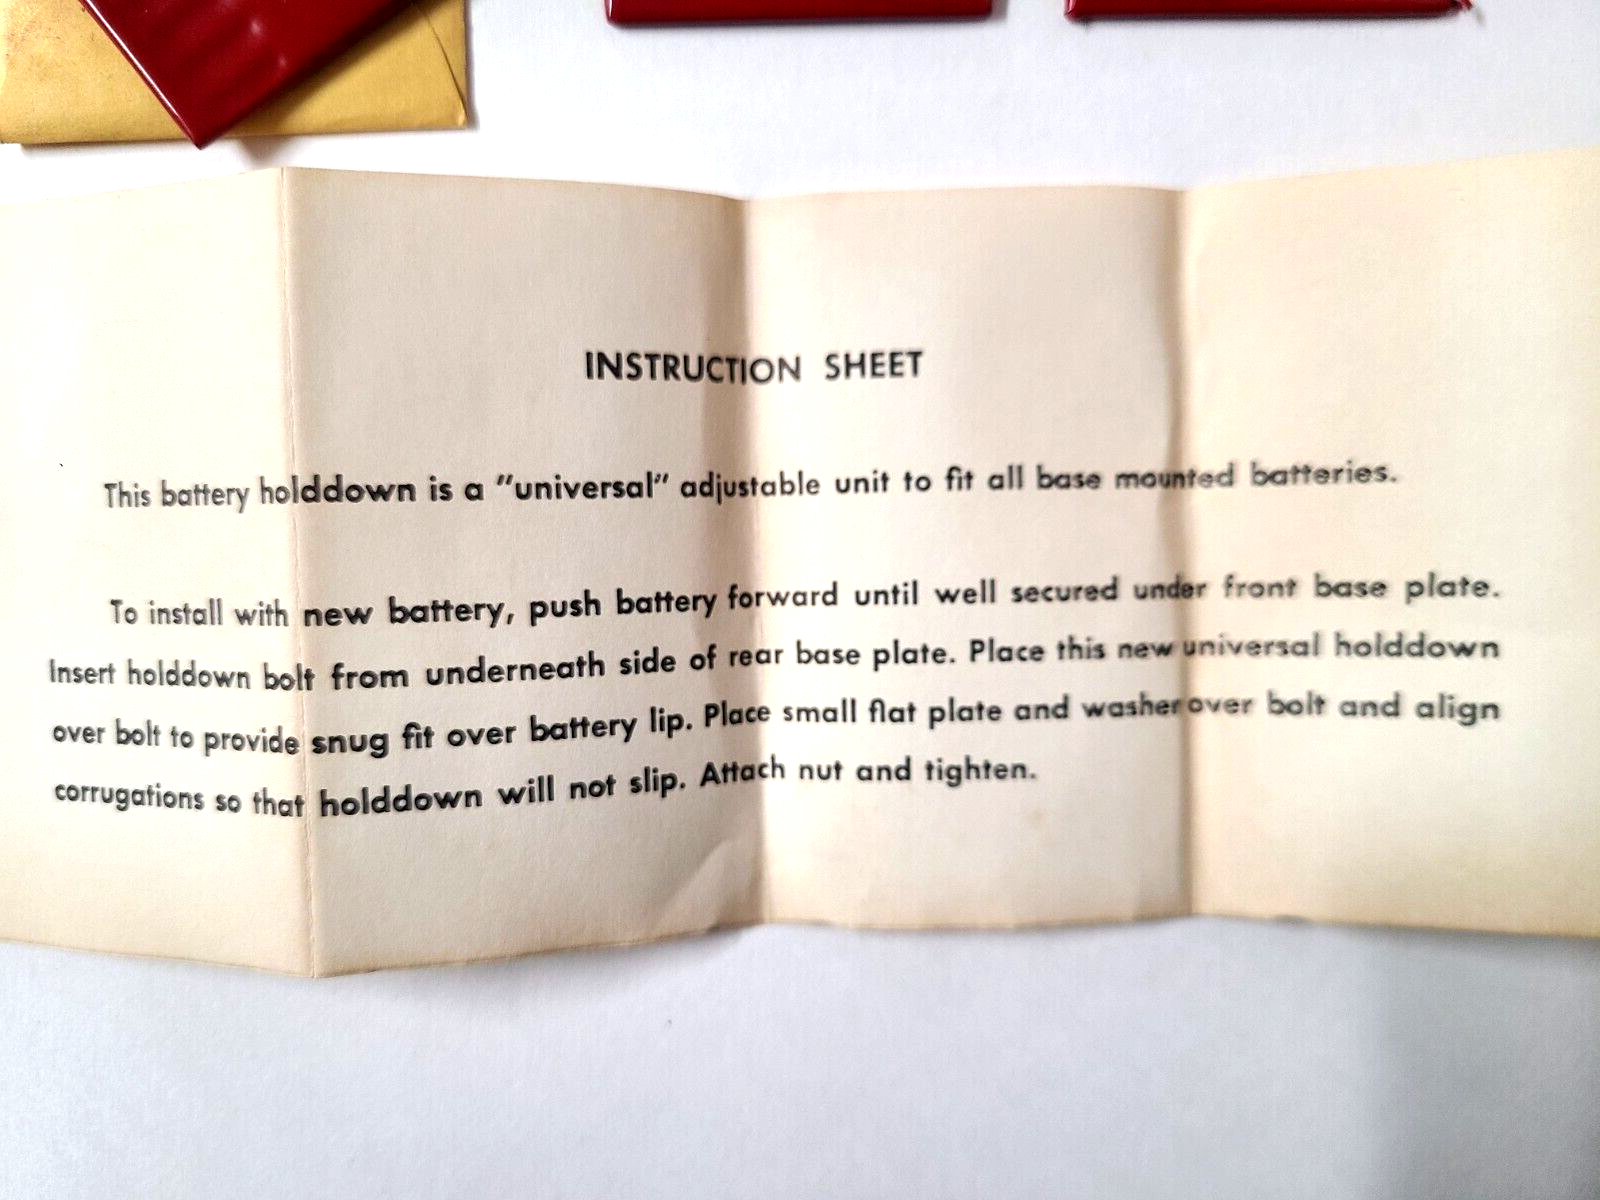 INSTRUCTION SHEET
This battery holddown is a "universal" adjustable unit to fit all base mounted batteries.
To install with new battery, push battery forward until well secured under front base plate.
Insert holddown bolt from underneath side of rear base plate. Place this new universal holddown
over bolt to provide snug fit over battery lip. Place small flat plate and washer over bolt and align
corrugations so that holddown will not slip. Attach nut and tighten.